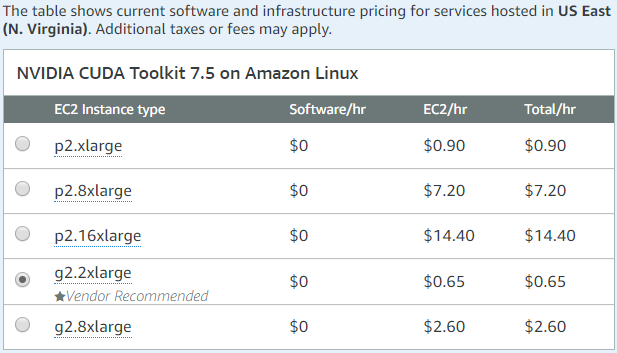 The table shows current software and infrastructure pricing for services hosted in US East
(N. Virginia). Additional taxes or fees may apply.
NVIDIA CUDA Toolkit 7.5 on Amazon Linux
EC2 Instance type Software/hr EC2/hr Total/hr
p2.xlarge $0 $0.90 $0.90
p2.8xlarge $0 $7.20 $7.20
p2.16xlarge $0 $14.40 $14.40
g2.2xlarge $0 $0.65 $0.65
★Vendor Recommended
g2.8xlarge $0 $2.60 $2.60